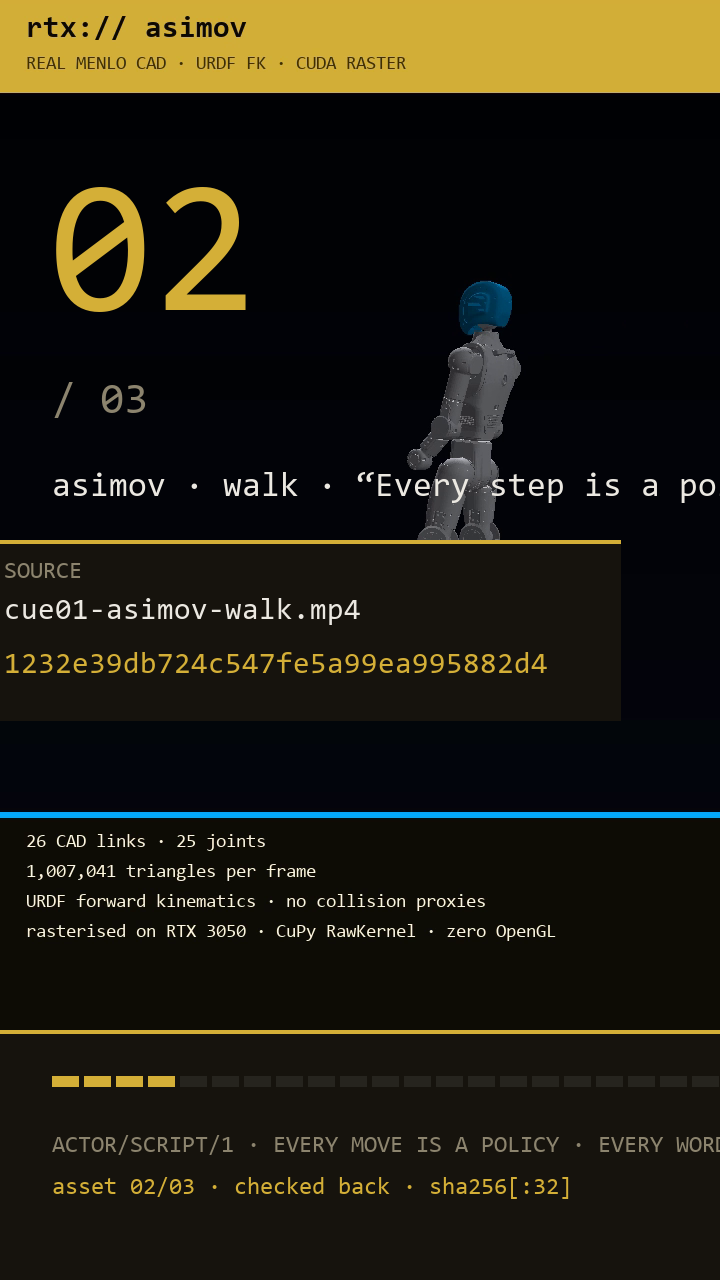 rtx:// asimov
REAL MENLO CAD · URDF FK · CUDA RASTER
02
/ 03
asimov · walk · “Every step is a po
SOURCE
cue01-asimov-walk.mp4
1232e39db724c547fe5a99ea995882d4
26 CAD links · 25 joints
1,007,041 triangles per frame
URDF forward kinematics · no collision proxies
rasterised on RTX 3050 · CuPy RawKernel · zero OpenGL
ACTOR/SCRIPT/1 · EVERY MOVE IS A POLICY · EVERY WORD
asset 02/03 · checked back · sha256[:32]